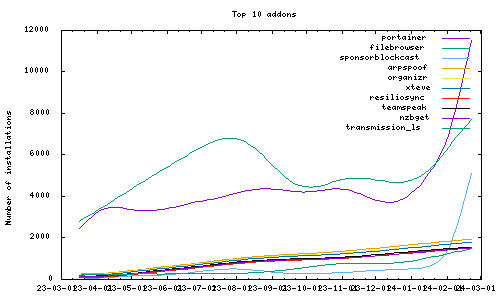 Top 10 addons
12000
10000
8000
6000
4000
2000
0
Number of installations
portainer
filebrowser
sponsorblockcast
arpspoof
organizr
xteve
resiliosync
teamspeak
nzbget
transmission_ls
23-03-01
23-04-01
23-05-01
23-06-01
23-07-01
23-08-01
23-09-01
23-10-01
23-11-01
23-12-01
24-01-01
24-02-01
24-03-01